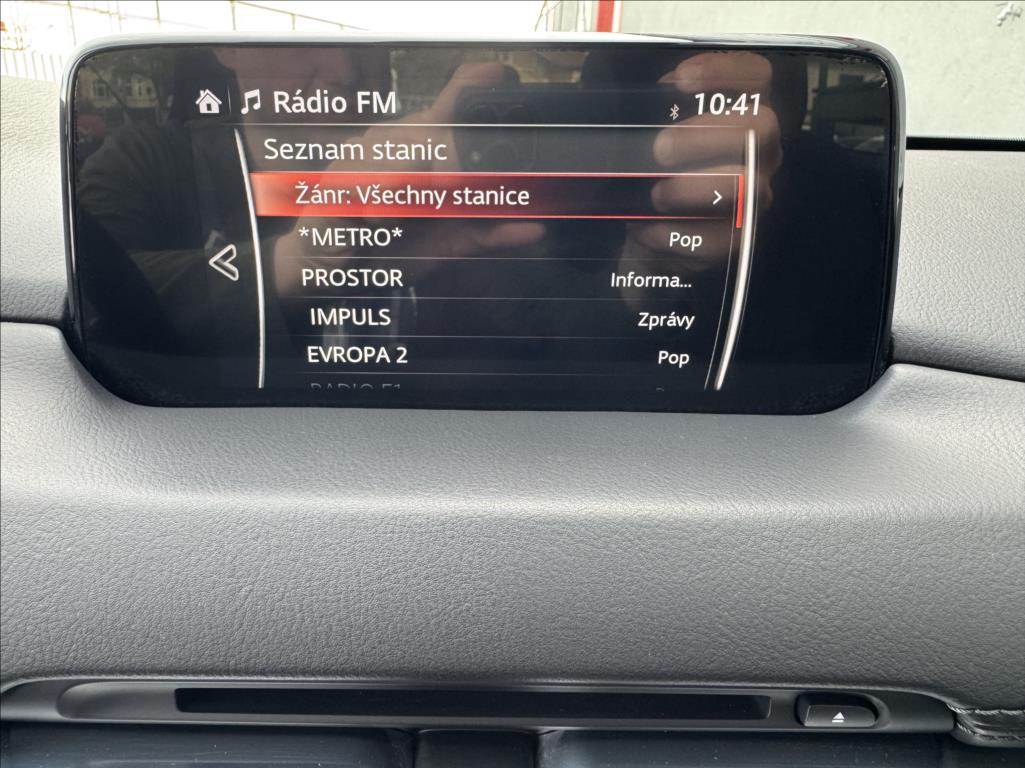 Rádio FM 10:41
Seznam stanic
Žánr: Všechny stanice
*METRO* Pop
PROSTOR Informa...
IMPULS Zprávy
EVROPA 2 Pop